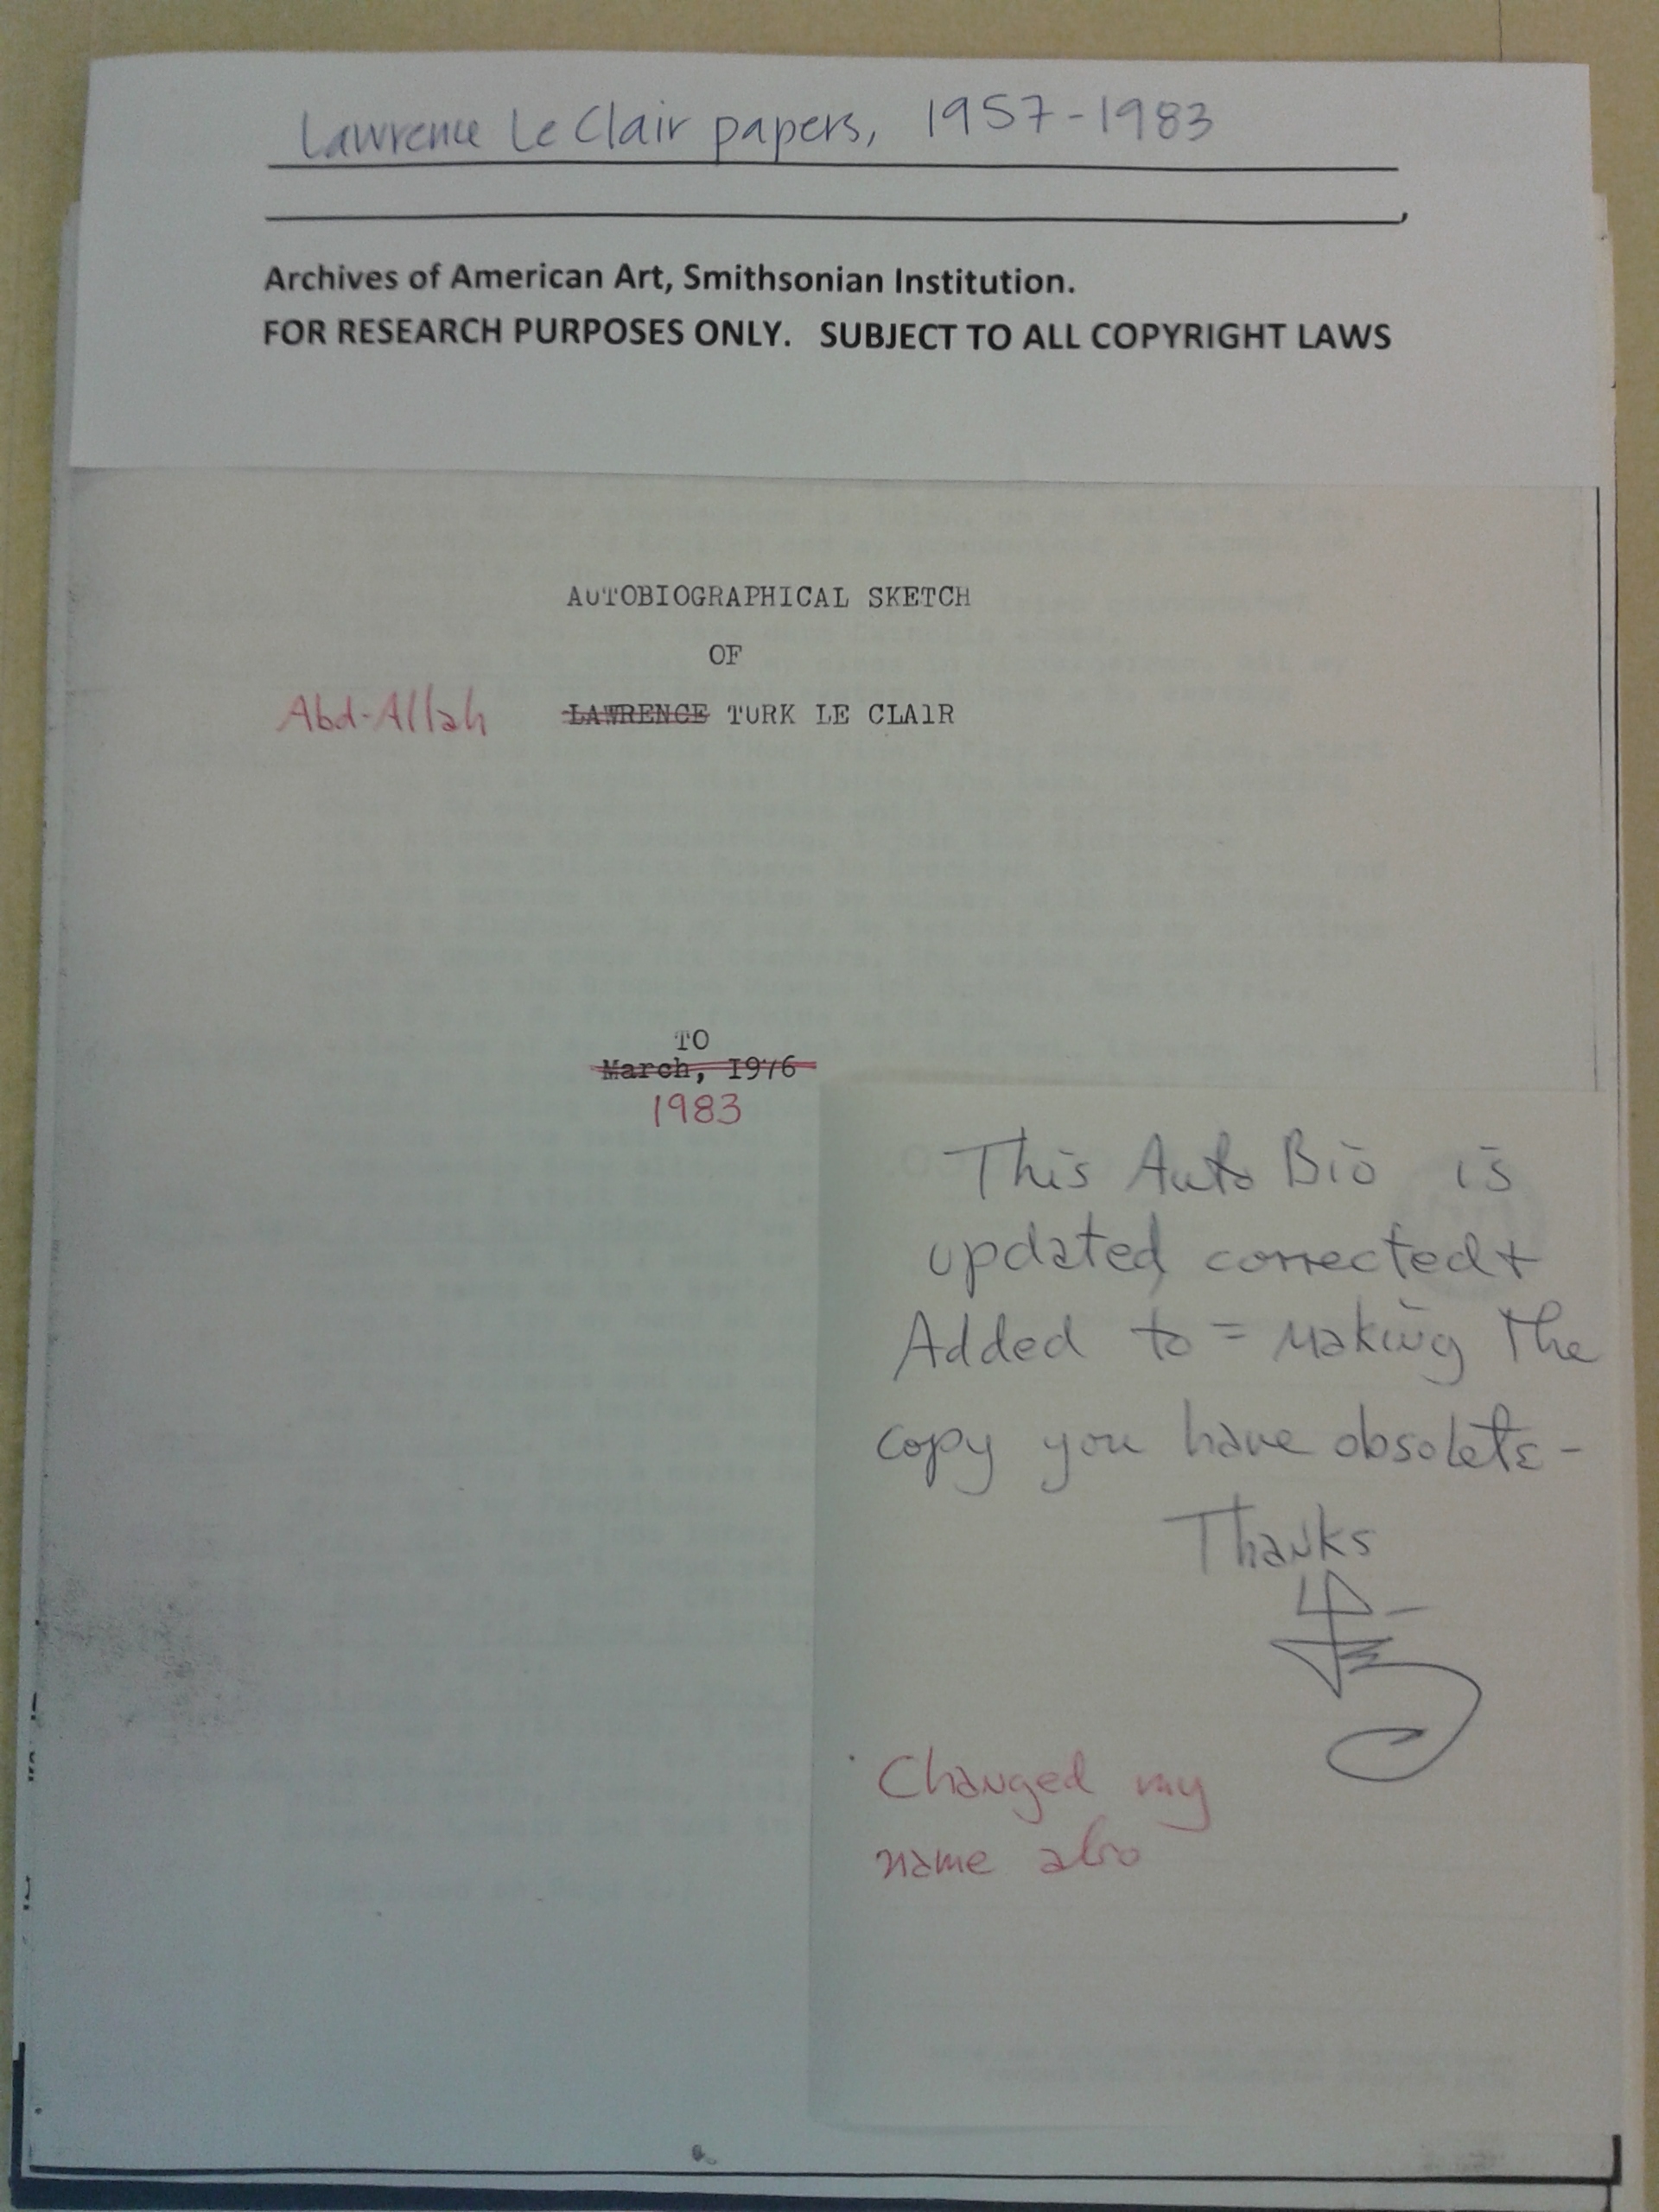 Lawrence Le Clair papers, 1957-1983
Archives of American Art, Smithsonian Institution.
FOR RESEARCH PURPOSES ONLY. SUBJECT TO ALL COPYRIGHT LAWS
AUTOBIOGRAPHICAL SKETCH
OF
Abd-Allah LAWRENCE TURK LE CLAIR
TO
March, 1976
1983
This Auto Bio is
updated, corrected +
Added to = making the
copy you have obsolete -
Thanks
Changed my
name also